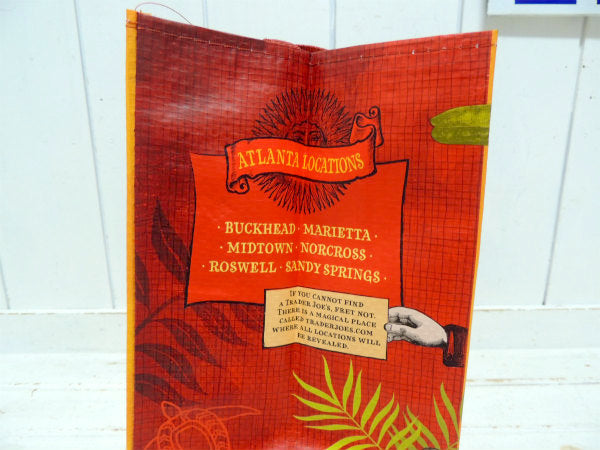 ATLANTA LOCATIONS
· BUCKHEAD · MARIETTA ·
· MIDTOWN · NORCROSS ·
· ROSWELL · SANDY SPRINGS ·
IF YOU CANNOT FIND
A TRADER JOE'S, FRET NOT.
THERE IS A MAGICAL PLACE
CALLED TRADERJOES.COM
WHERE ALL LOCATIONS WILL
BE REVEALED.